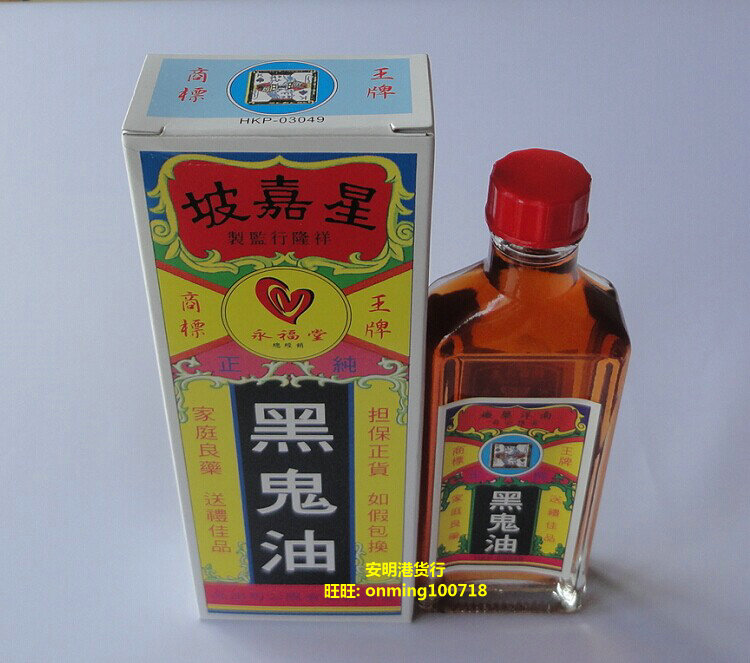 王牌
商標
HKP-03049
星嘉坡
祥隆行監製
王牌
商標
永福堂
總經銷
純正
黑鬼油
担保正貨 如假包換
家庭良藥 送禮佳品
王牌
商標
黑鬼油
送禮佳品
家庭良藥
安明港货行
旺旺: onming100718